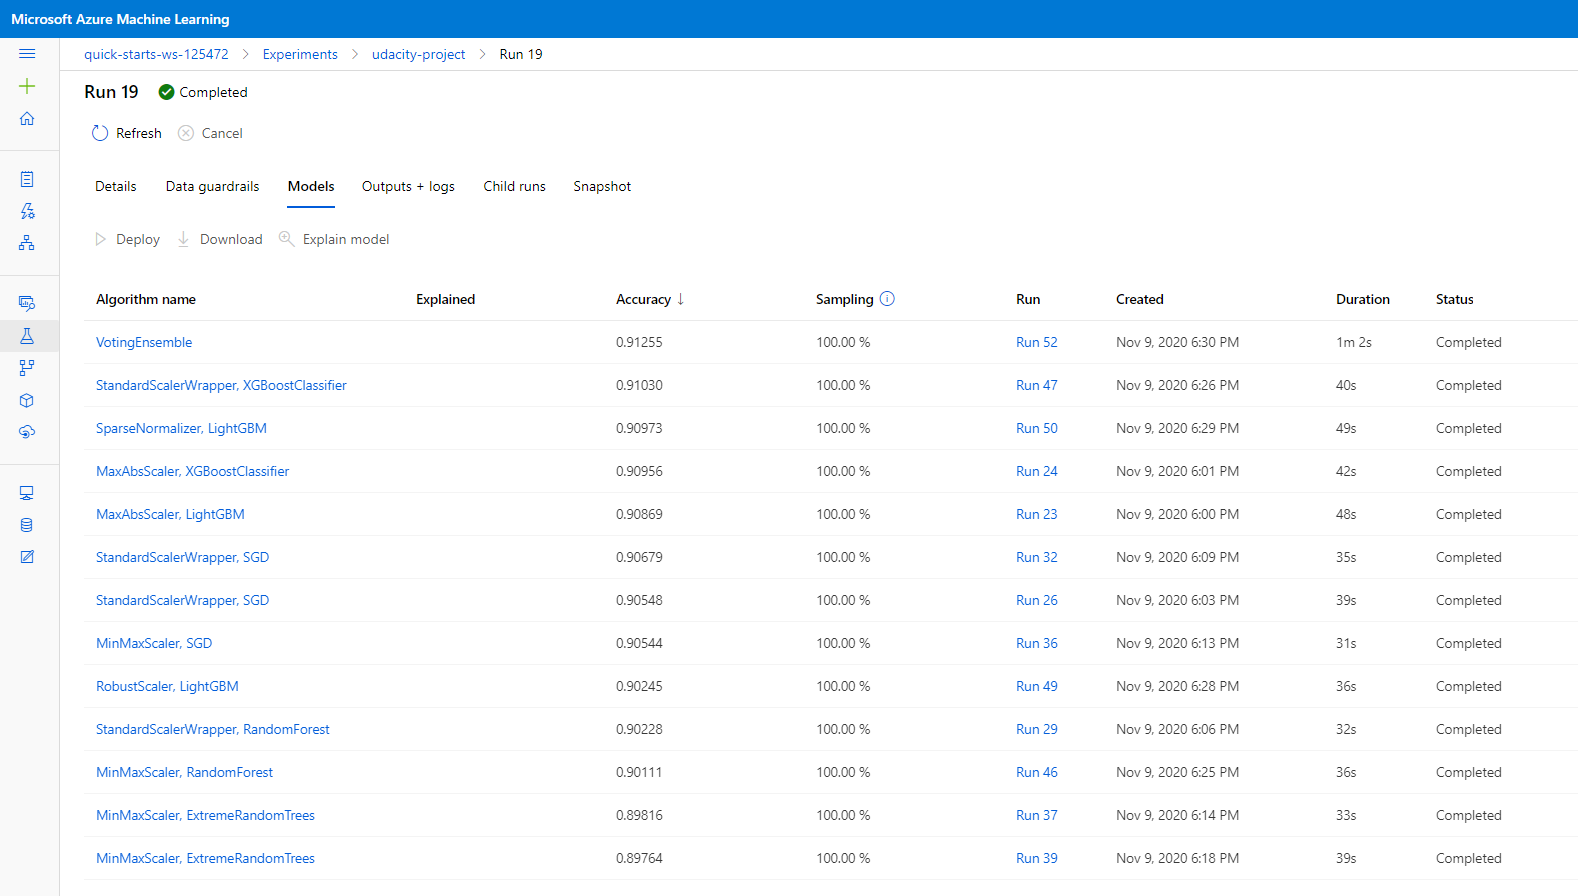 Microsoft Azure Machine Learning
quick-starts-ws-125472 > Experiments > udacity-project > Run 19
Run 19 Completed
Refresh Cancel
Details Data guardrails Models Outputs + logs Child runs Snapshot
Deploy Download Explain model
Algorithm name Explained Accuracy ↓ Sampling Run Created Duration Status
VotingEnsemble 0.91255 100.00 % Run 52 Nov 9, 2020 6:30 PM 1m 2s Completed
StandardScalerWrapper, XGBoostClassifier 0.91030 100.00 % Run 47 Nov 9, 2020 6:26 PM 40s Completed
SparseNormalizer, LightGBM 0.90973 100.00 % Run 50 Nov 9, 2020 6:29 PM 49s Completed
MaxAbsScaler, XGBoostClassifier 0.90956 100.00 % Run 24 Nov 9, 2020 6:01 PM 42s Completed
MaxAbsScaler, LightGBM 0.90869 100.00 % Run 23 Nov 9, 2020 6:00 PM 48s Completed
StandardScalerWrapper, SGD 0.90679 100.00 % Run 32 Nov 9, 2020 6:09 PM 35s Completed
StandardScalerWrapper, SGD 0.90548 100.00 % Run 26 Nov 9, 2020 6:03 PM 39s Completed
MinMaxScaler, SGD 0.90544 100.00 % Run 36 Nov 9, 2020 6:13 PM 31s Completed
RobustScaler, LightGBM 0.90245 100.00 % Run 49 Nov 9, 2020 6:28 PM 36s Completed
StandardScalerWrapper, RandomForest 0.90228 100.00 % Run 29 Nov 9, 2020 6:06 PM 32s Completed
MinMaxScaler, RandomForest 0.90111 100.00 % Run 46 Nov 9, 2020 6:25 PM 36s Completed
MinMaxScaler, ExtremeRandomTrees 0.89816 100.00 % Run 37 Nov 9, 2020 6:14 PM 33s Completed
MinMaxScaler, ExtremeRandomTrees 0.89764 100.00 % Run 39 Nov 9, 2020 6:18 PM 39s Completed